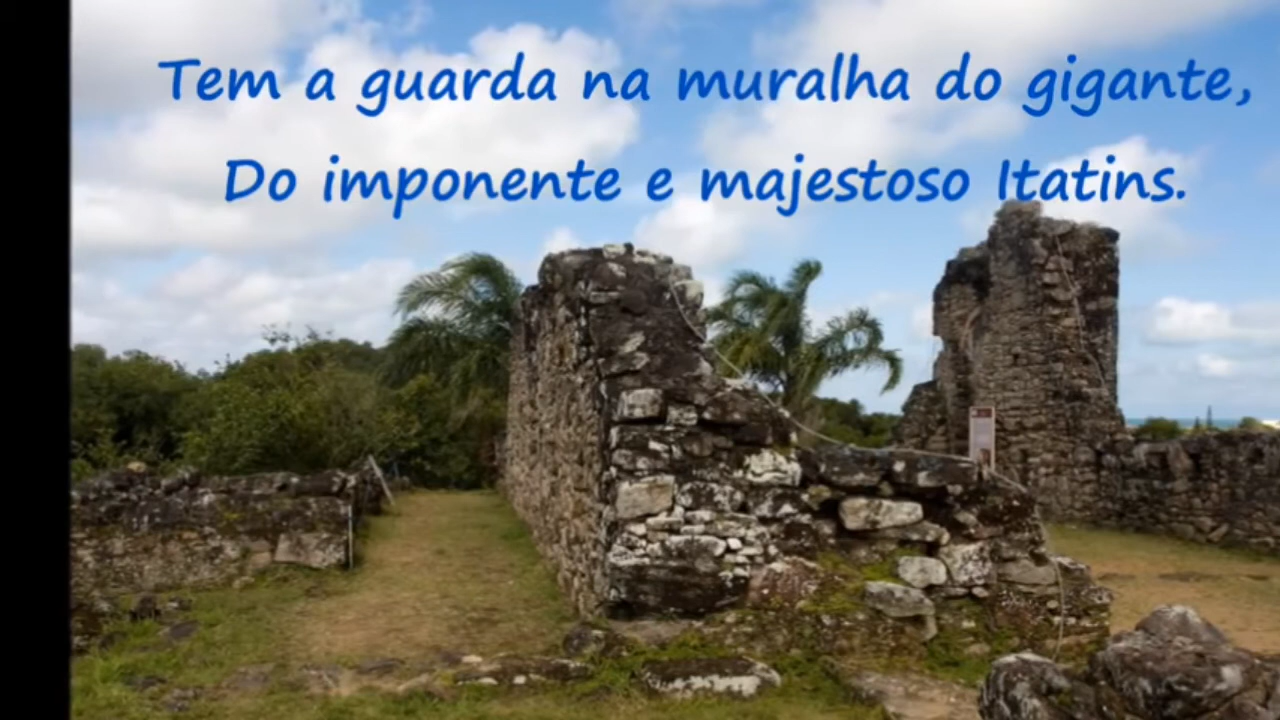 Tem a guarda na muralha do gigante,
Do imponente e majestoso Itatins.